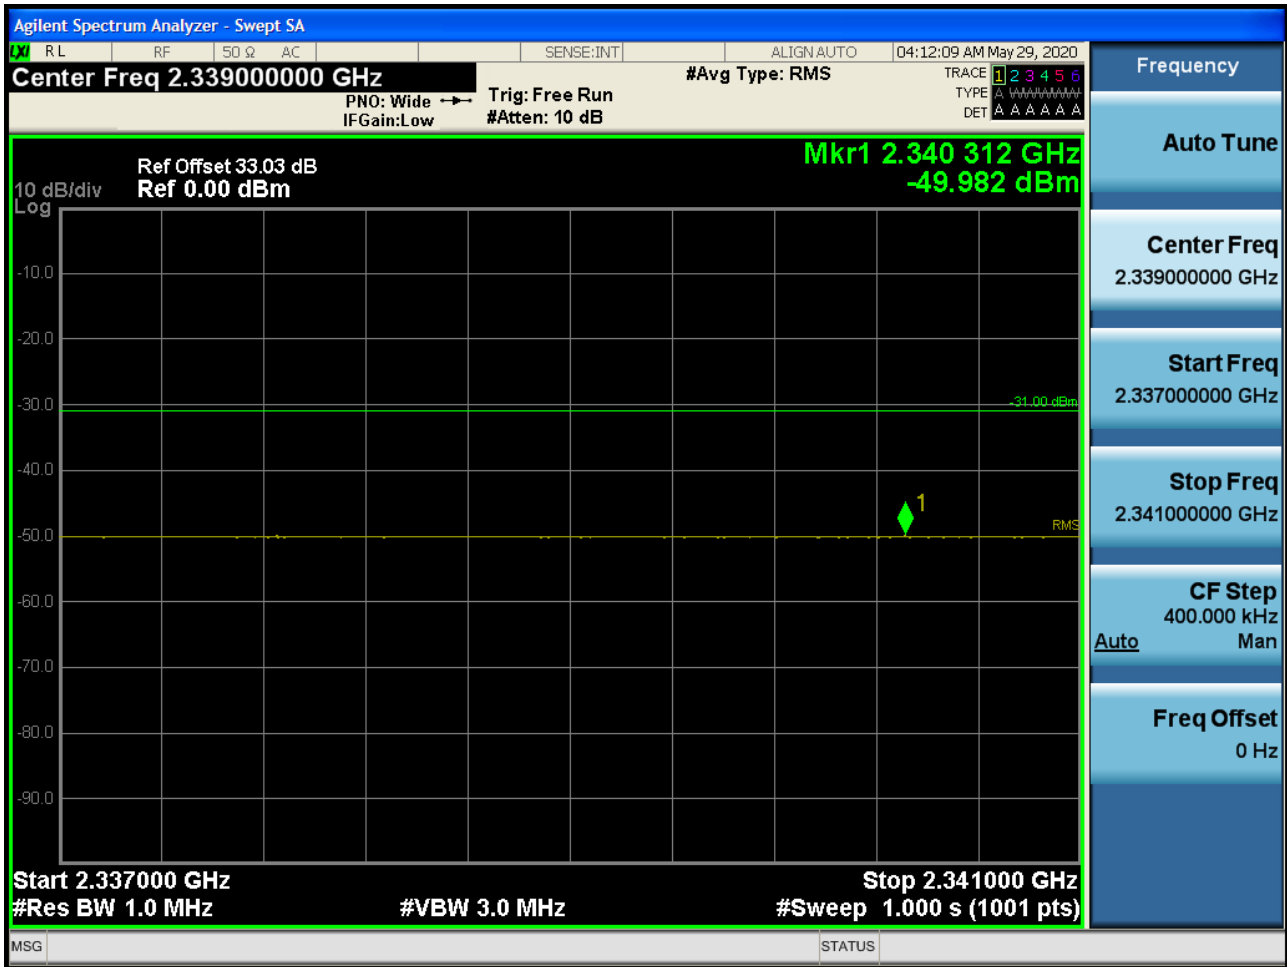 Agilent Spectrum Analyzer - Swept SA
LXI RL RF 50 Ω AC SENSE:INT ALIGN AUTO 04:12:09 AM May 29, 2020
Center Freq 2.339000000 GHz
PNO: Wide
IFGain:Low
Trig: Free Run
#Atten: 10 dB
#Avg Type: RMS
TRACE 1 2 3 4 5 6
TYPE A WWWWWW
DET A A A A A A
Ref Offset 33.03 dB
10 dB/div Ref 0.00 dBm
Log
Mkr1 2.340 312 GHz
-49.982 dBm
-10.0
-20.0
-30.0
-31.00 dBm
-40.0
1
RMS
-50.0
-60.0
-70.0
-80.0
-90.0
Start 2.337000 GHz Stop 2.341000 GHz
#Res BW 1.0 MHz #VBW 3.0 MHz #Sweep 1.000 s (1001 pts)
MSG STATUS
Frequency
Auto Tune
Center Freq
2.339000000 GHz
Start Freq
2.337000000 GHz
Stop Freq
2.341000000 GHz
CF Step
400.000 kHz
Auto Man
Freq Offset
0 Hz